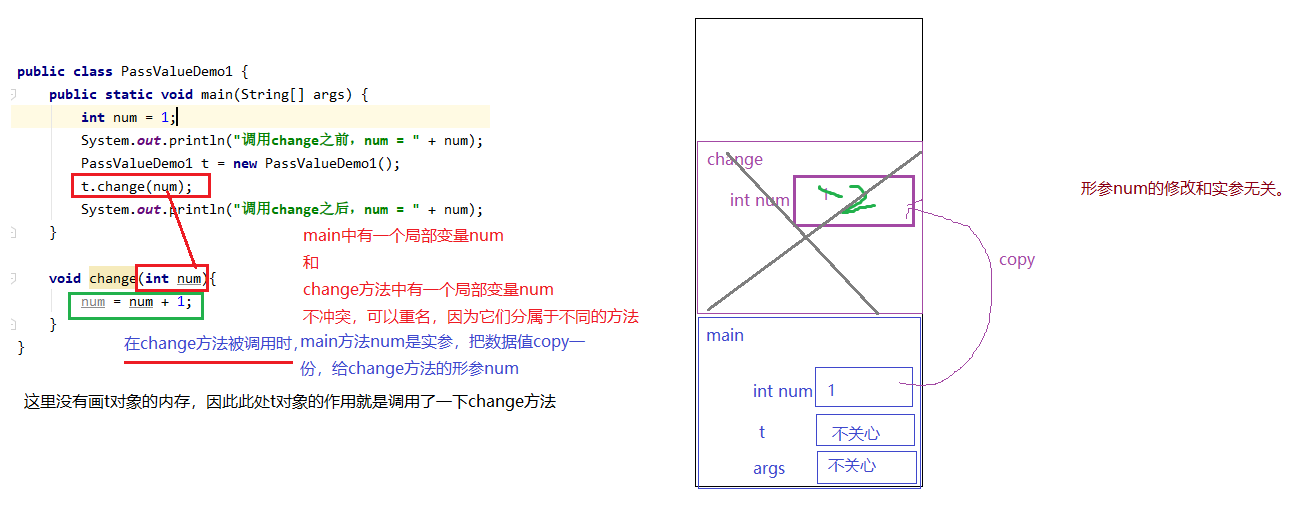 public class PassValueDemo1 {
public static void main(String[] args) {
int num = 1;
System.out.println("调用change之前，num = " + num);
PassValueDemo1 t = new PassValueDemo1();
t.change(num);
System.out.println("调用change之后，num = " + num);
}
void change(int num){
num = num + 1;
}
}
main中有一个局部变量num
和
change方法中有一个局部变量num
不冲突，可以重名，因为它们分属于不同的方法
在change方法被调用时，
main方法num是实参，把数据值copy一
份，给change方法的形参num
这里没有画t对象的内存，因此此处t对象的作用就是调用了一下change方法
change
int num 1 2
copy
main
int num 1
t 不关心
args 不关心
形参num的修改和实参无关。